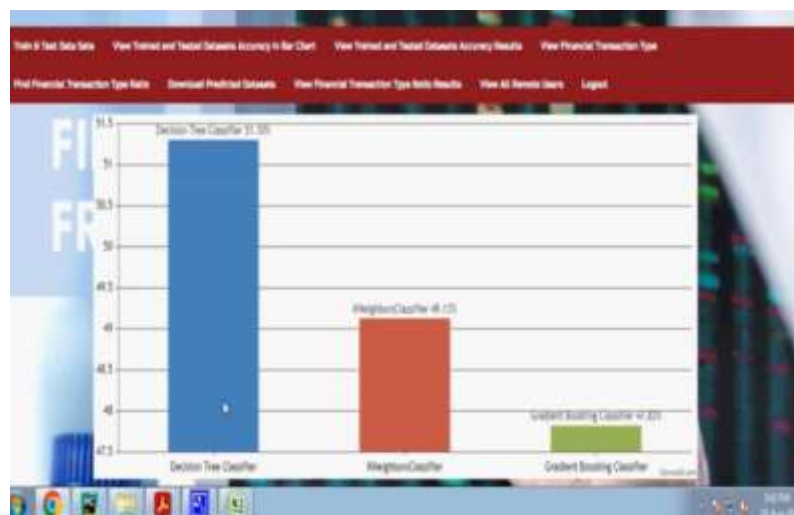 Train & Test Data Sets View Trained and Tested Datasets Accuracy in Bar Chart View Trained and Tested Datasets Accuracy Results View Financial Transaction Type
Find Financial Transaction Type Ratio Download Predicted Datasets View Financial Transaction Type Ratio Results View All Remote Users Logout
FI
FR
51.5
Decision Tree Classifier
51
50.5
50
49.5
KNeighborsClassifier
49
48.5
48
Gradient Boosting Classifier
47.5
Decision Tree Classifier KNeighborsClassifier Gradient Boosting Classifier